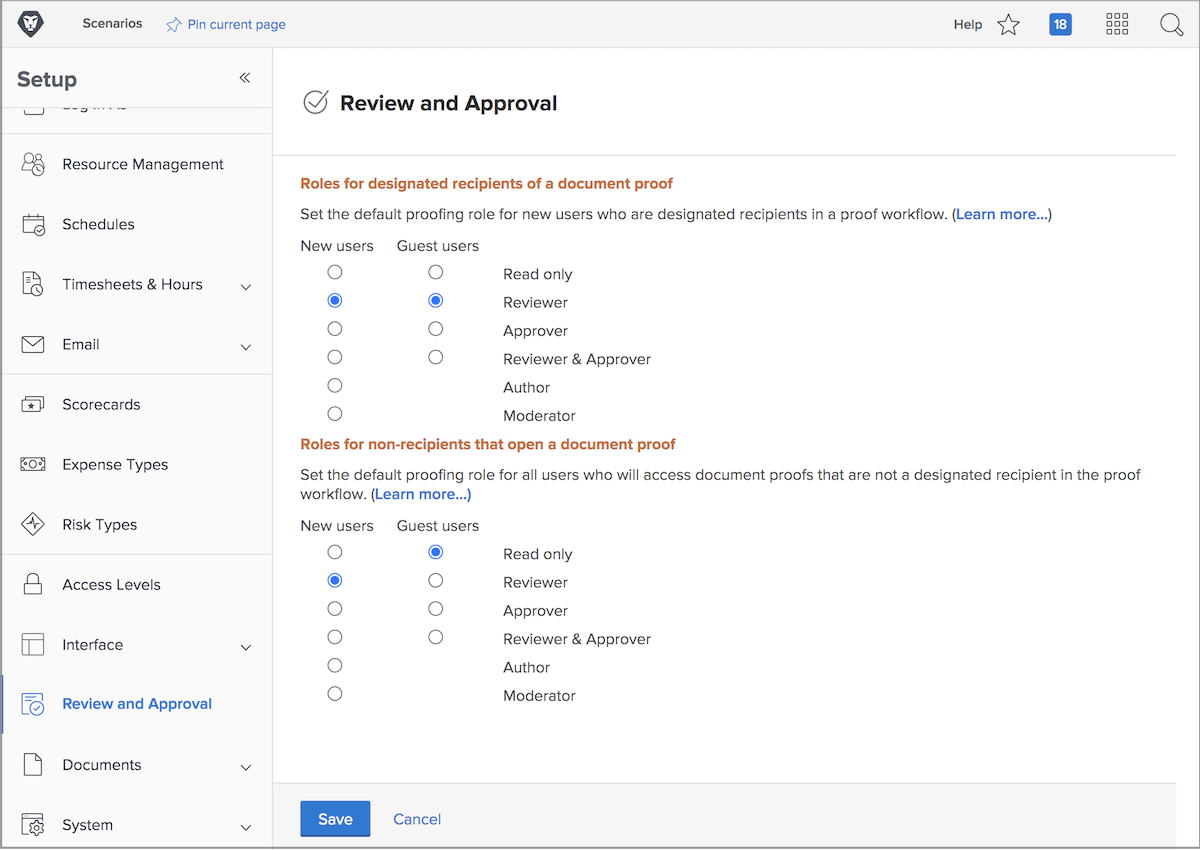 Scenarios
Pin current page
Help
18
Setup
Resource Management
Schedules
Timesheets & Hours
Email
Scorecards
Expense Types
Risk Types
Access Levels
Interface
Review and Approval
Documents
System
Review and Approval
Roles for designated recipients of a document proof
Set the default proofing role for new users who are designated recipients in a proof workflow. (Learn more...)
New users Guest users
Read only
Reviewer
Approver
Reviewer & Approver
Author
Moderator
Roles for non-recipients that open a document proof
Set the default proofing role for all users who will access document proofs that are not a designated recipient in the proof
workflow. (Learn more...)
New users Guest users
Read only
Reviewer
Approver
Reviewer & Approver
Author
Moderator
Save
Cancel